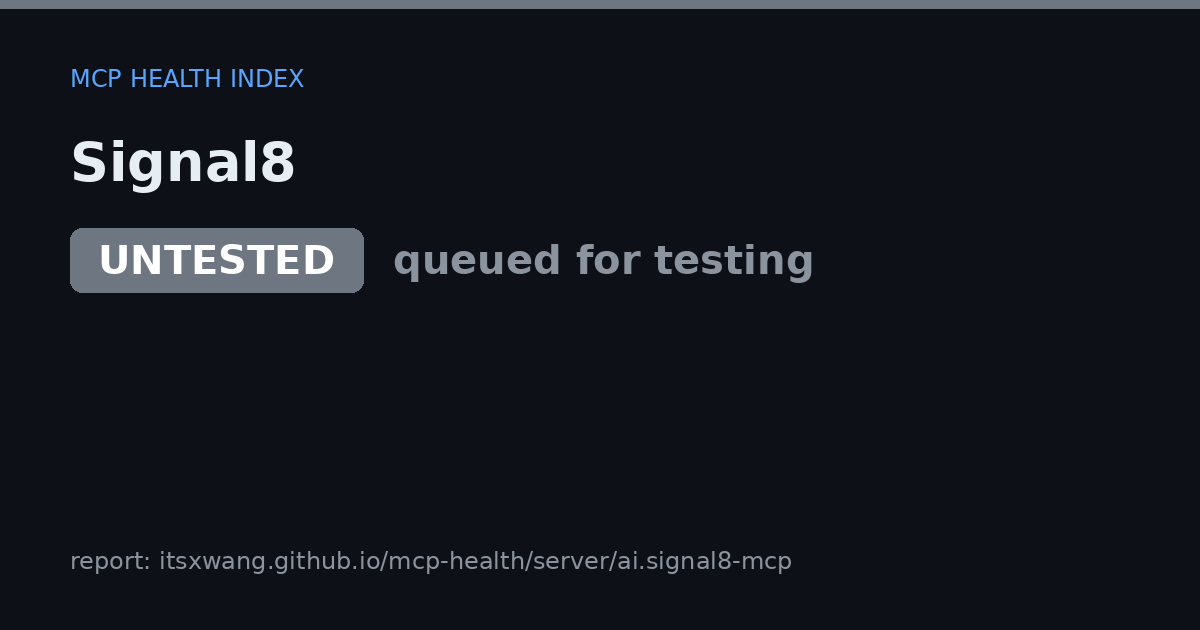 MCP HEALTH INDEX
Signal8
UNTESTED queued for testing
report: itsxwang.github.io/mcp-health/server/ai.signal8-mcp